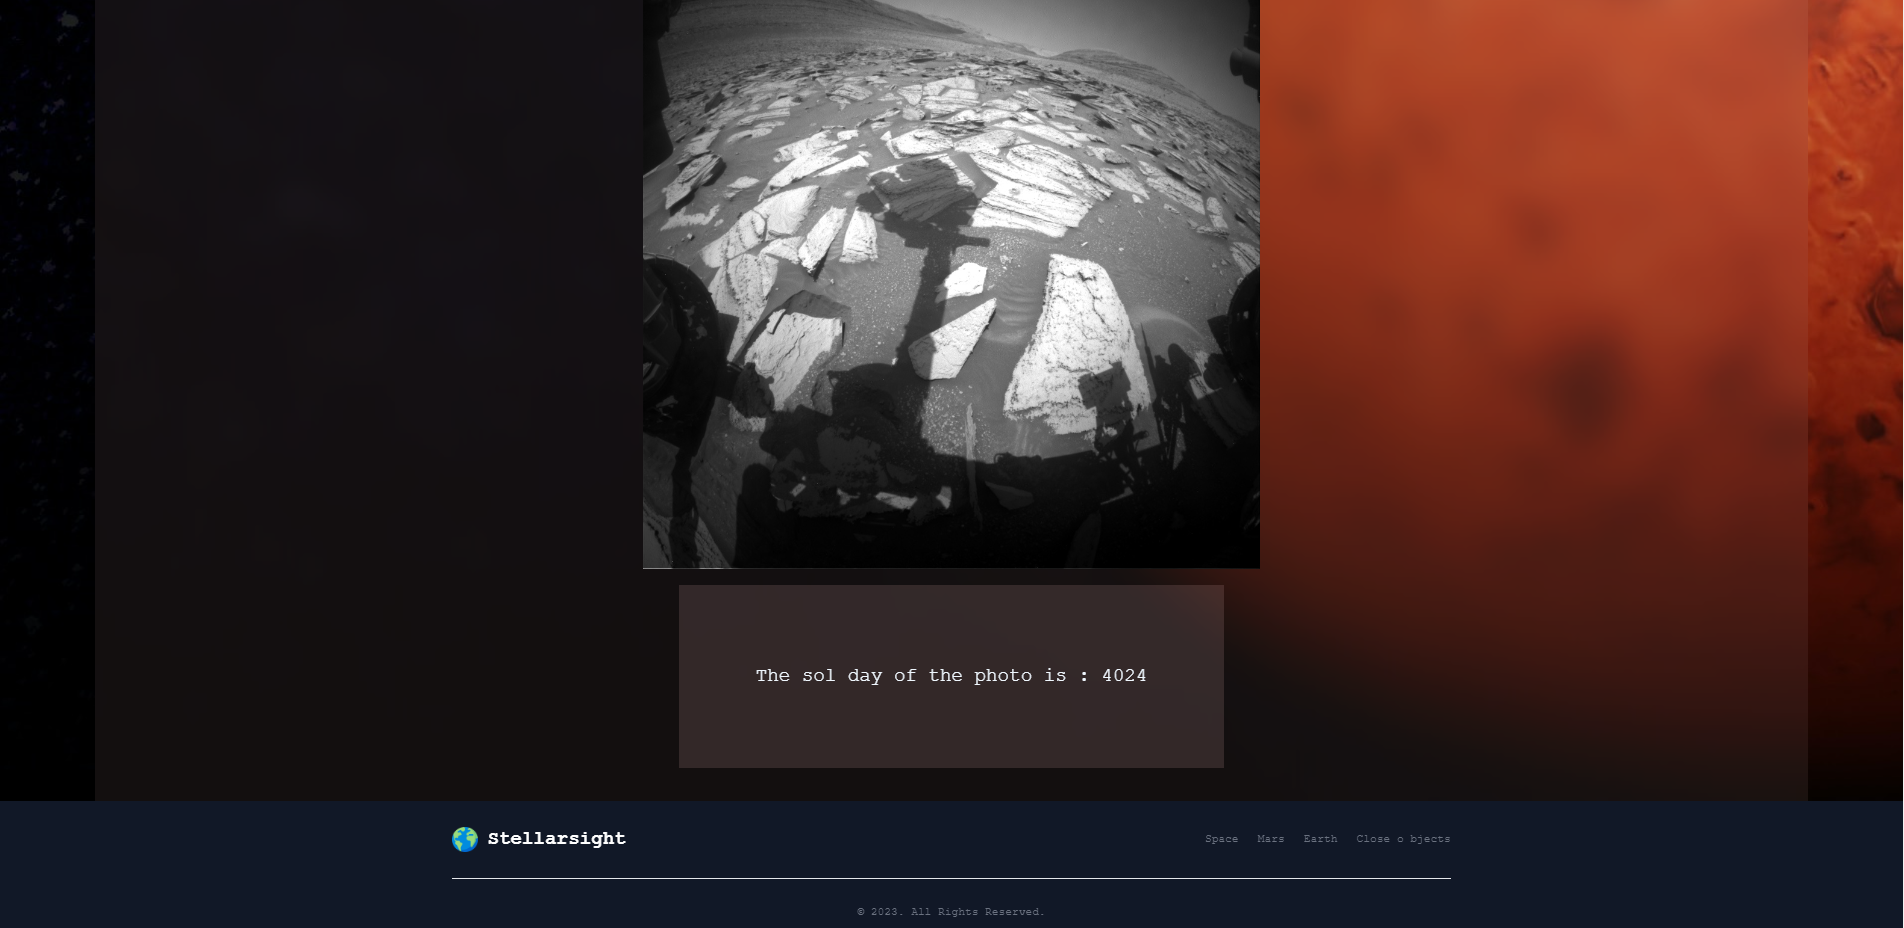 The sol day of the photo is : 4024
Stellarsight
Space Mars Earth Close o bjects
© 2023. All Rights Reserved.